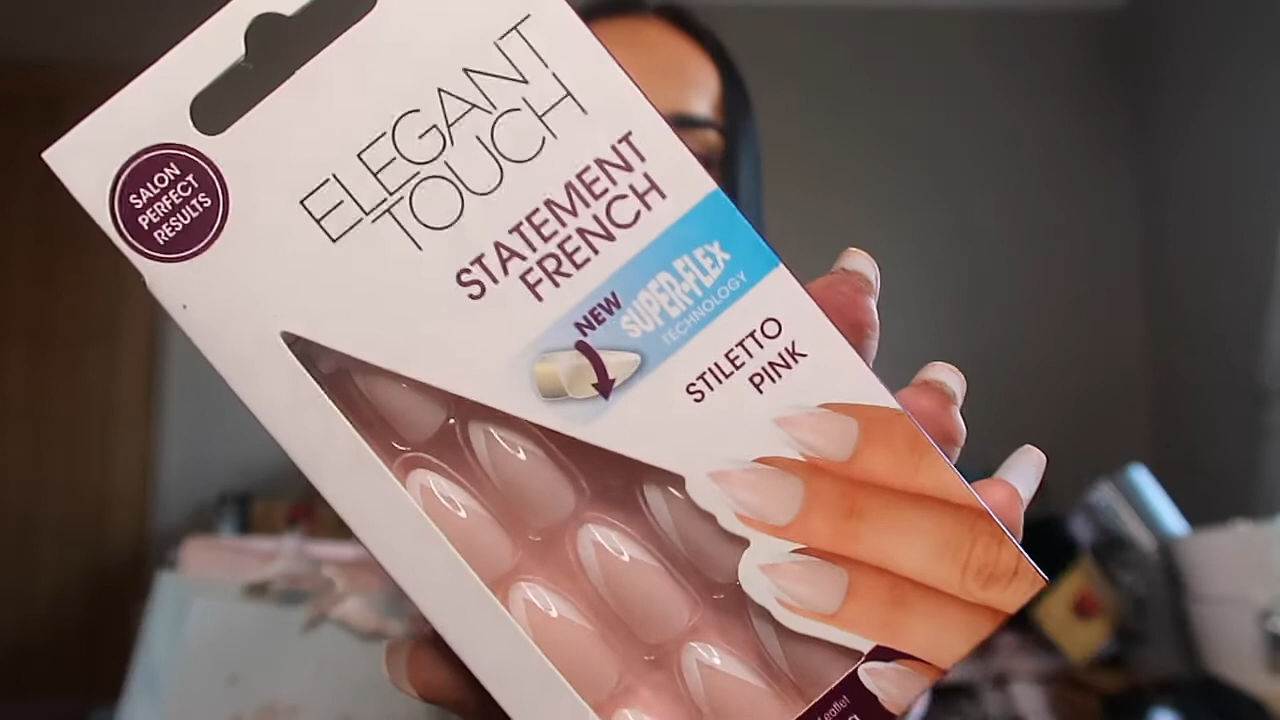 SALON
PERFECT
RESULTS
ELEGANT
TOUCH
STATEMENT
FRENCH
NEW SUPER-FLEX
TECHNOLOGY
STILETTO
PINK